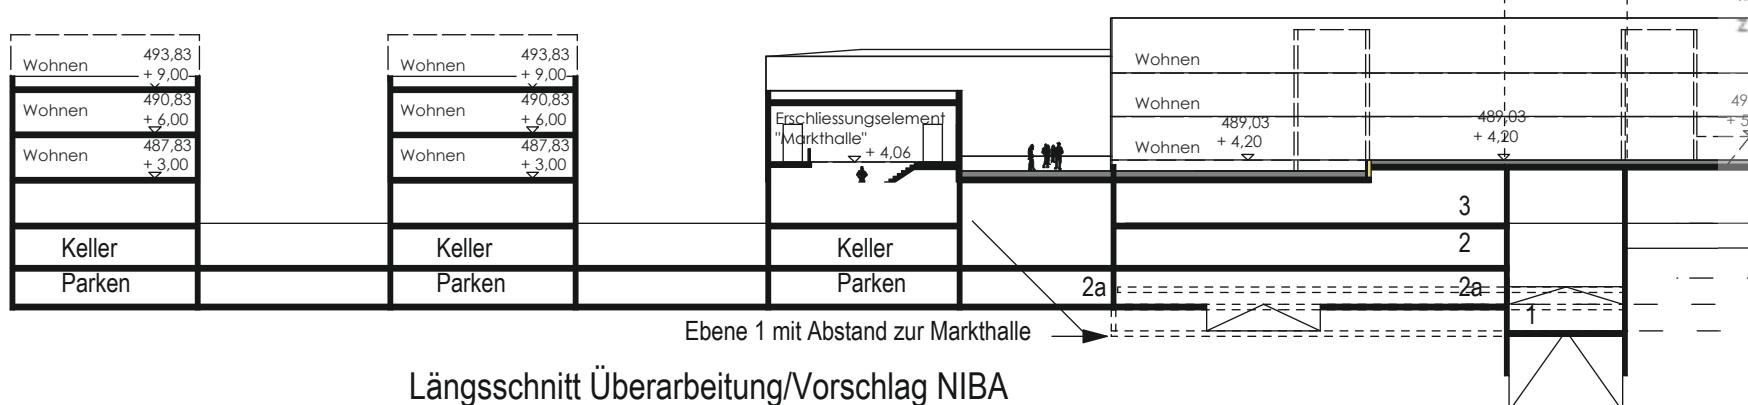 Wohnen 493,83
+ 9,00
Wohnen 490,83
+ 6,00
Wohnen 487,83
+ 3,00
Keller
Parken
Wohnen 493,83
+ 9,00
Wohnen 490,83
+ 6,00
Wohnen 487,83
+ 3,00
Keller
Parken
Erschliessungselement
"Markthalle"
+ 4,06
Keller
Parken
Wohnen
Wohnen
Wohnen
489,03
+ 4,20
489,03
+ 4,20
3
2
2a
2a
1
Ebene 1 mit Abstand zur Markthalle
Längsschnitt Überarbeitung/Vorschlag NIBA